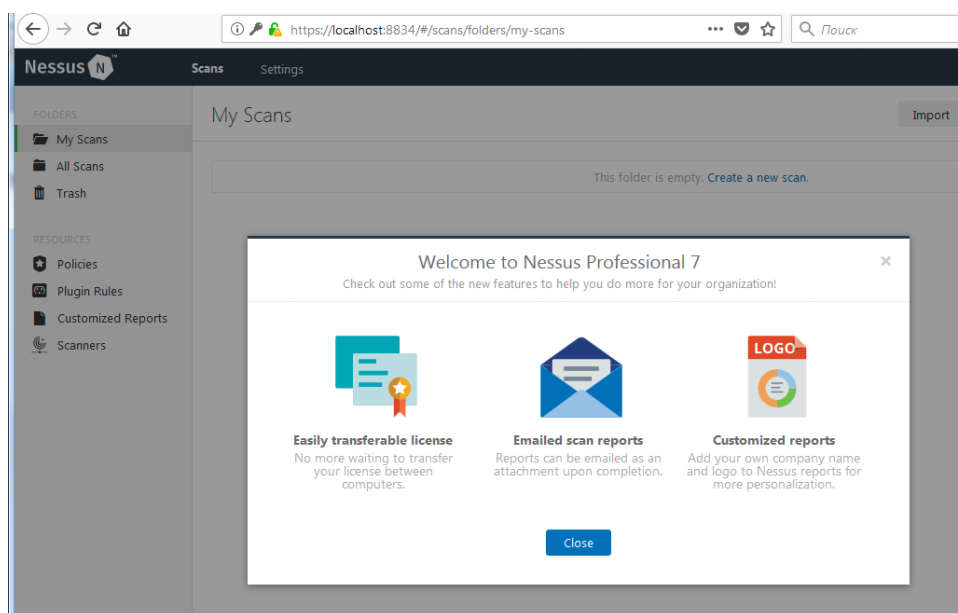 https://localhost:8834/#/scans/folders/my-scans
Поиск
Nessus N ™
Scans
Settings
FOLDERS
My Scans
All Scans
Trash
RESOURCES
Policies
Plugin Rules
Customized Reports
Scanners
My Scans
Import
This folder is empty. Create a new scan.
Welcome to Nessus Professional 7
Check out some of the new features to help you do more for your organization!
Easily transferable license
No more waiting to transfer
your license between
computers.
Emailed scan reports
Reports can be emailed as an
attachment upon completion.
LOGO
Customized reports
Add your own company name
and logo to Nessus reports for
more personalization.
Close